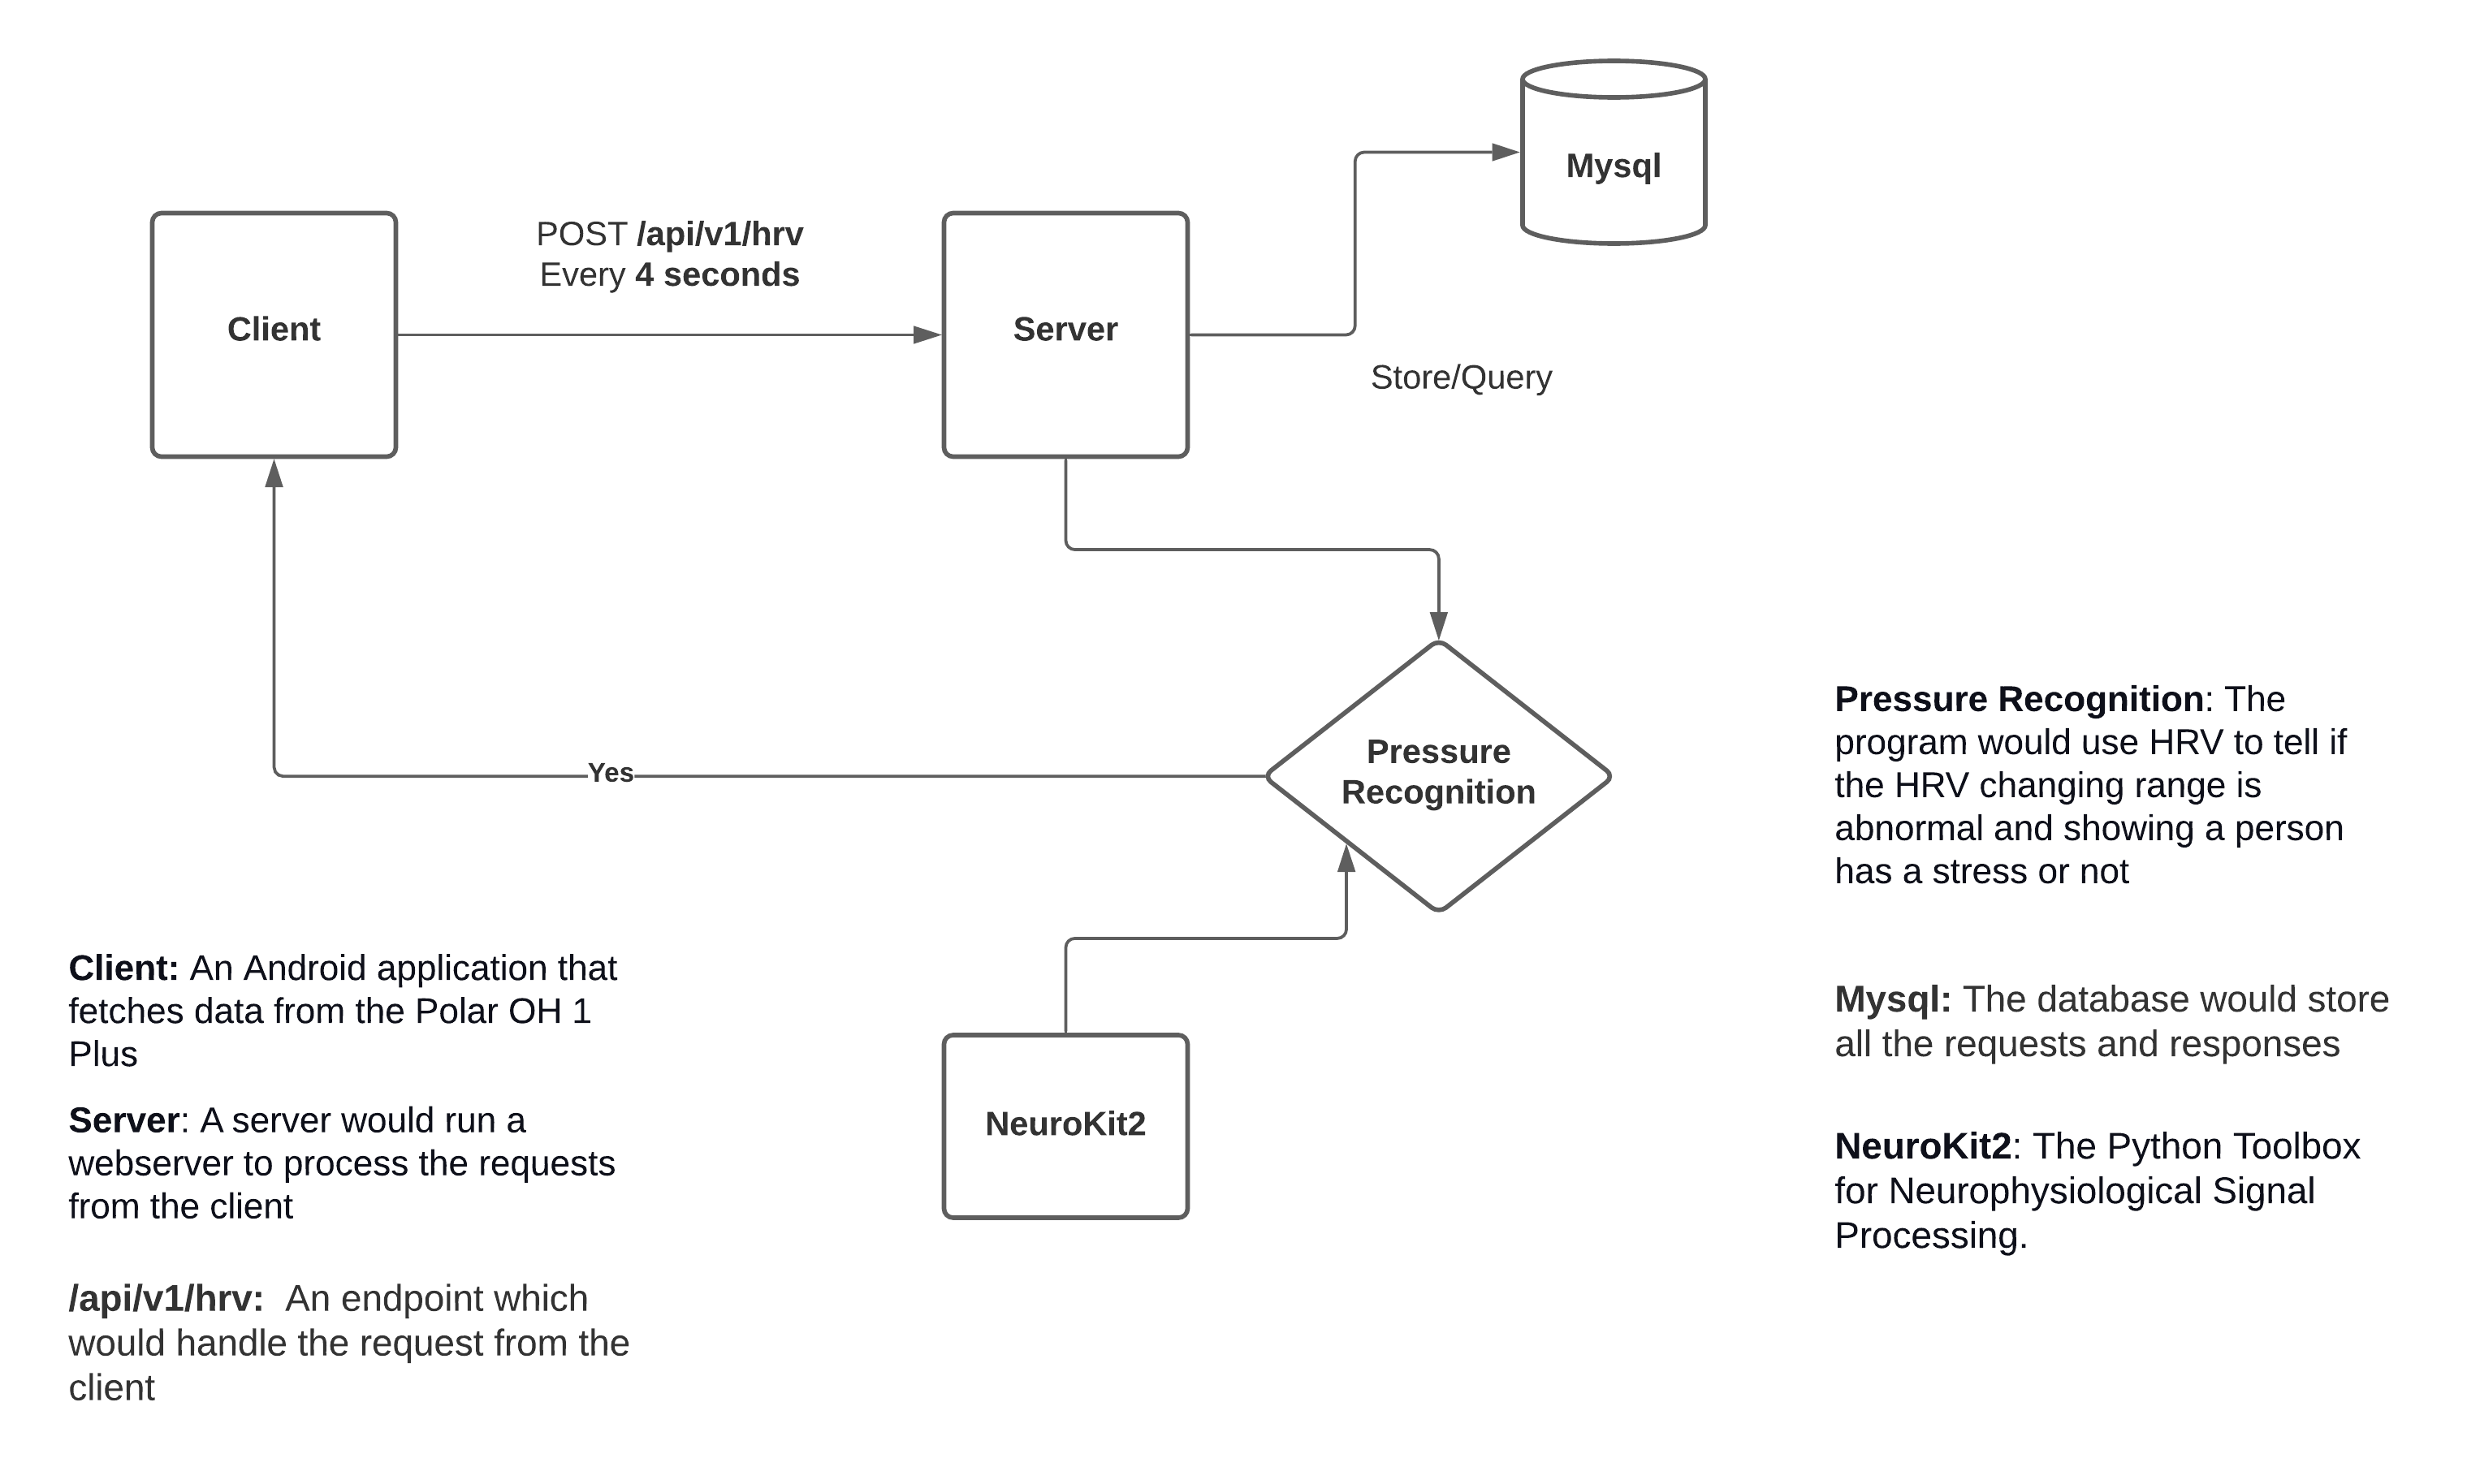 Mysql
POST /api/v1/hrv
Every 4 seconds
Client
Server
Store/Query
Yes
Pressure
Recognition
NeuroKit2
Client: An Android application that
fetches data from the Polar OH 1
Plus
Server: A server would run a
webserver to process the requests
from the client
/api/v1/hrv:  An endpoint which
would handle the request from the
client
Pressure Recognition: The
program would use HRV to tell if
the HRV changing range is
abnormal and showing a person
has a stress or not
Mysql: The database would store
all the requests and responses
NeuroKit2: The Python Toolbox
for Neurophysiological Signal
Processing.